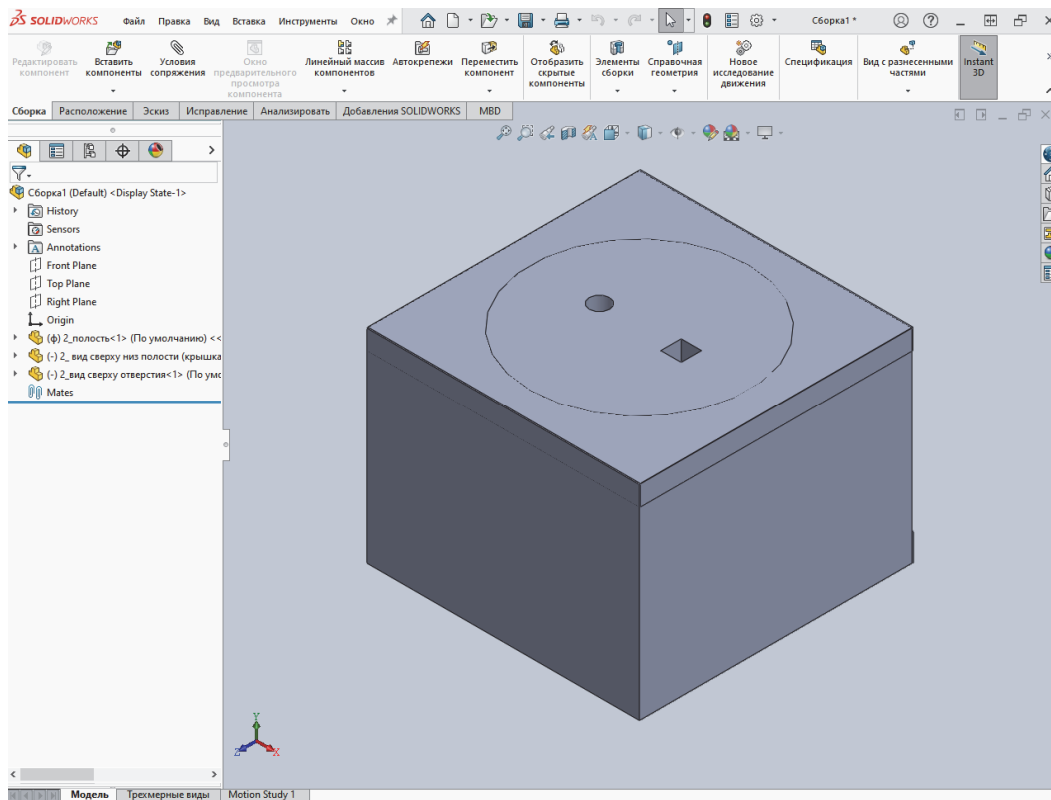 SOLIDWORKS Файл Правка Вид Вставка Инструменты Окно Сборка1 *
Редактировать компонент
Вставить компоненты
Условия сопряжения
Окно предварительного просмотра компонента
Линейный массив компонентов
Автокрепежи
Переместить компонент
Отобразить скрытые компоненты
Элементы сборки
Справочная геометрия
Новое исследование движения
Спецификация
Вид с разнесенными частями
Instant 3D
Сборка Расположение Эскиз Исправление Анализировать Добавления SOLIDWORKS MBD
Сборка1 (Default) <Display State-1>
History
Sensors
Annotations
Front Plane
Top Plane
Right Plane
Origin
(ф) 2_полость<1> (По умолчанию) <<
(-) 2_ вид сверху низ полости (крышка
(-) 2_вид сверху отверстия<1> (По умо
Mates
Y
Z
X
Модель Трехмерные виды Motion Study 1